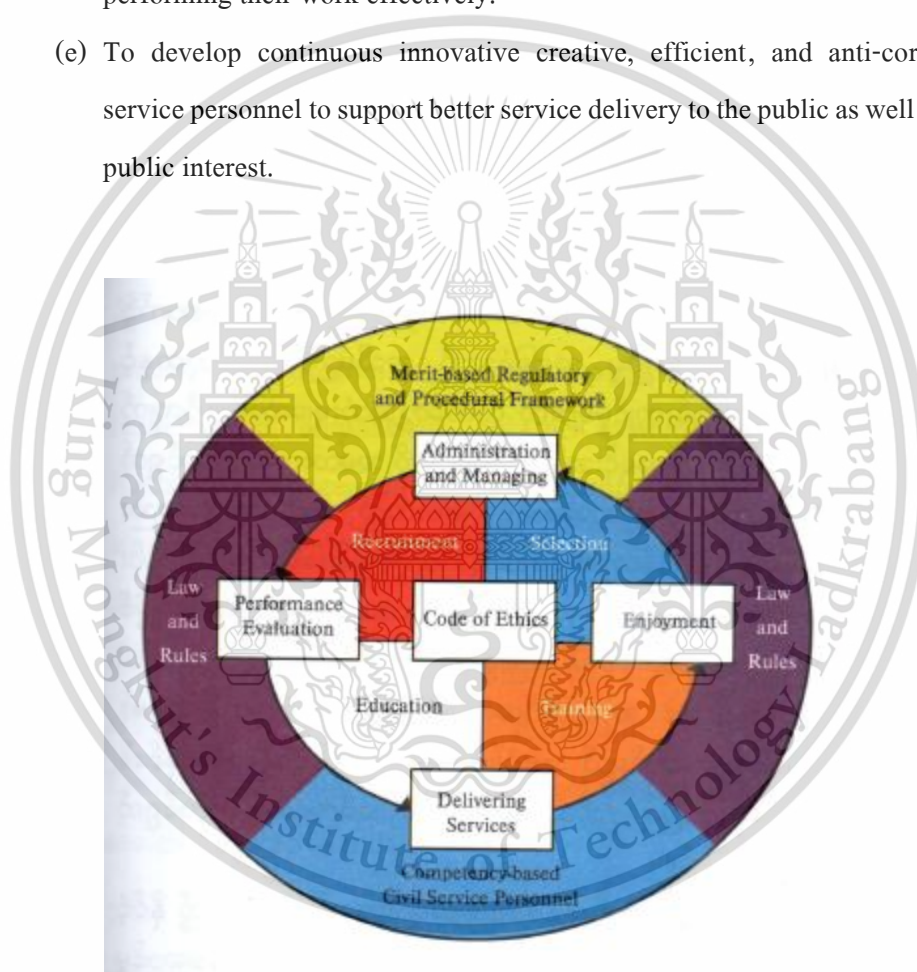 performing their work effectively.
(e) To develop continuous innovative creative, efficient, and anti-cor
service personnel to support better service delivery to the public as well
public interest.
Merit-based Regulatory
and Procedural Framework
Administration
and Managing
Recruitment
Selection
Law
and
Rules
Performance
Evaluation
Code of Ethics
Enjoyment
Law
and
Rules
Education
Training
Delivering
Services
Competency-based
Civil Service Personnel
King Mongkut's Institute of Technology Ladkrabang